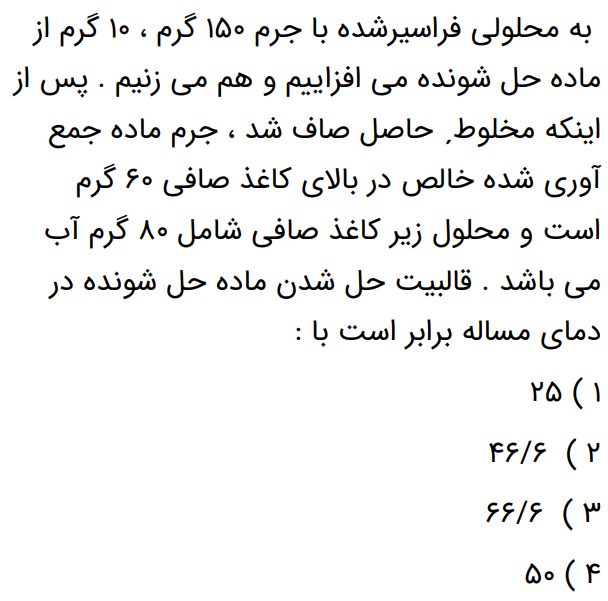 به محلولی فراسیرشده با جرم ۱۵۰ گرم ، ۱۰ گرم از
ماده حل شونده می افزاییم و هم می زنیم . پس از
اینکه مخلوطِ حاصل صاف شد ، جرم ماده جمع
آوری شده خالص در بالای کاغذ صافی ۶۰ گرم
است و محلول زیر کاغذ صافی شامل ۸۰ گرم آب
می باشد . قالبیت حل شدن ماده حل شونده در
دمای مساله برابر است با :
۱ ) ۲۵
۲ ) ۴۶/۶
۳ ) ۶۶/۶
۴ ) ۵۰